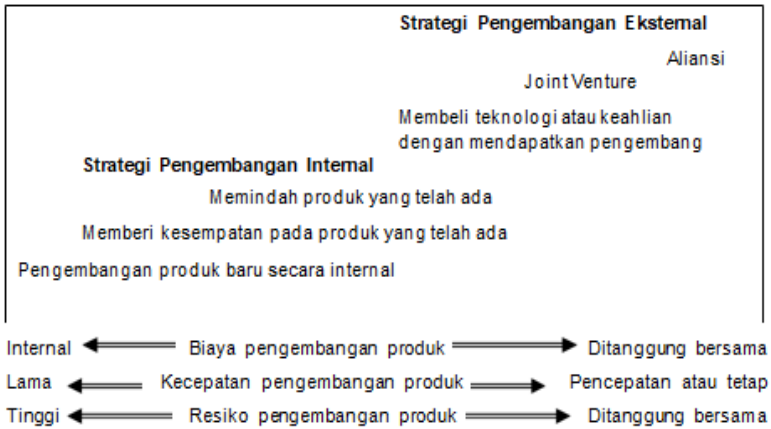 Strategi Pengembangan Eksternal
Aliansi
Joint Venture
Membeli teknologi atau keahlian
dengan mendapatkan pengembang
Strategi Pengembangan Internal
Memindah produk yang telah ada
Memberi kesempatan pada produk yang telah ada
Pengembangan produk baru secara internal
Internal Biaya pengembangan produk Ditanggung bersama
Lama Kecepatan pengembangan produk Pencepatan atau tetap
Tinggi Resiko pengembangan produk Ditanggung bersama